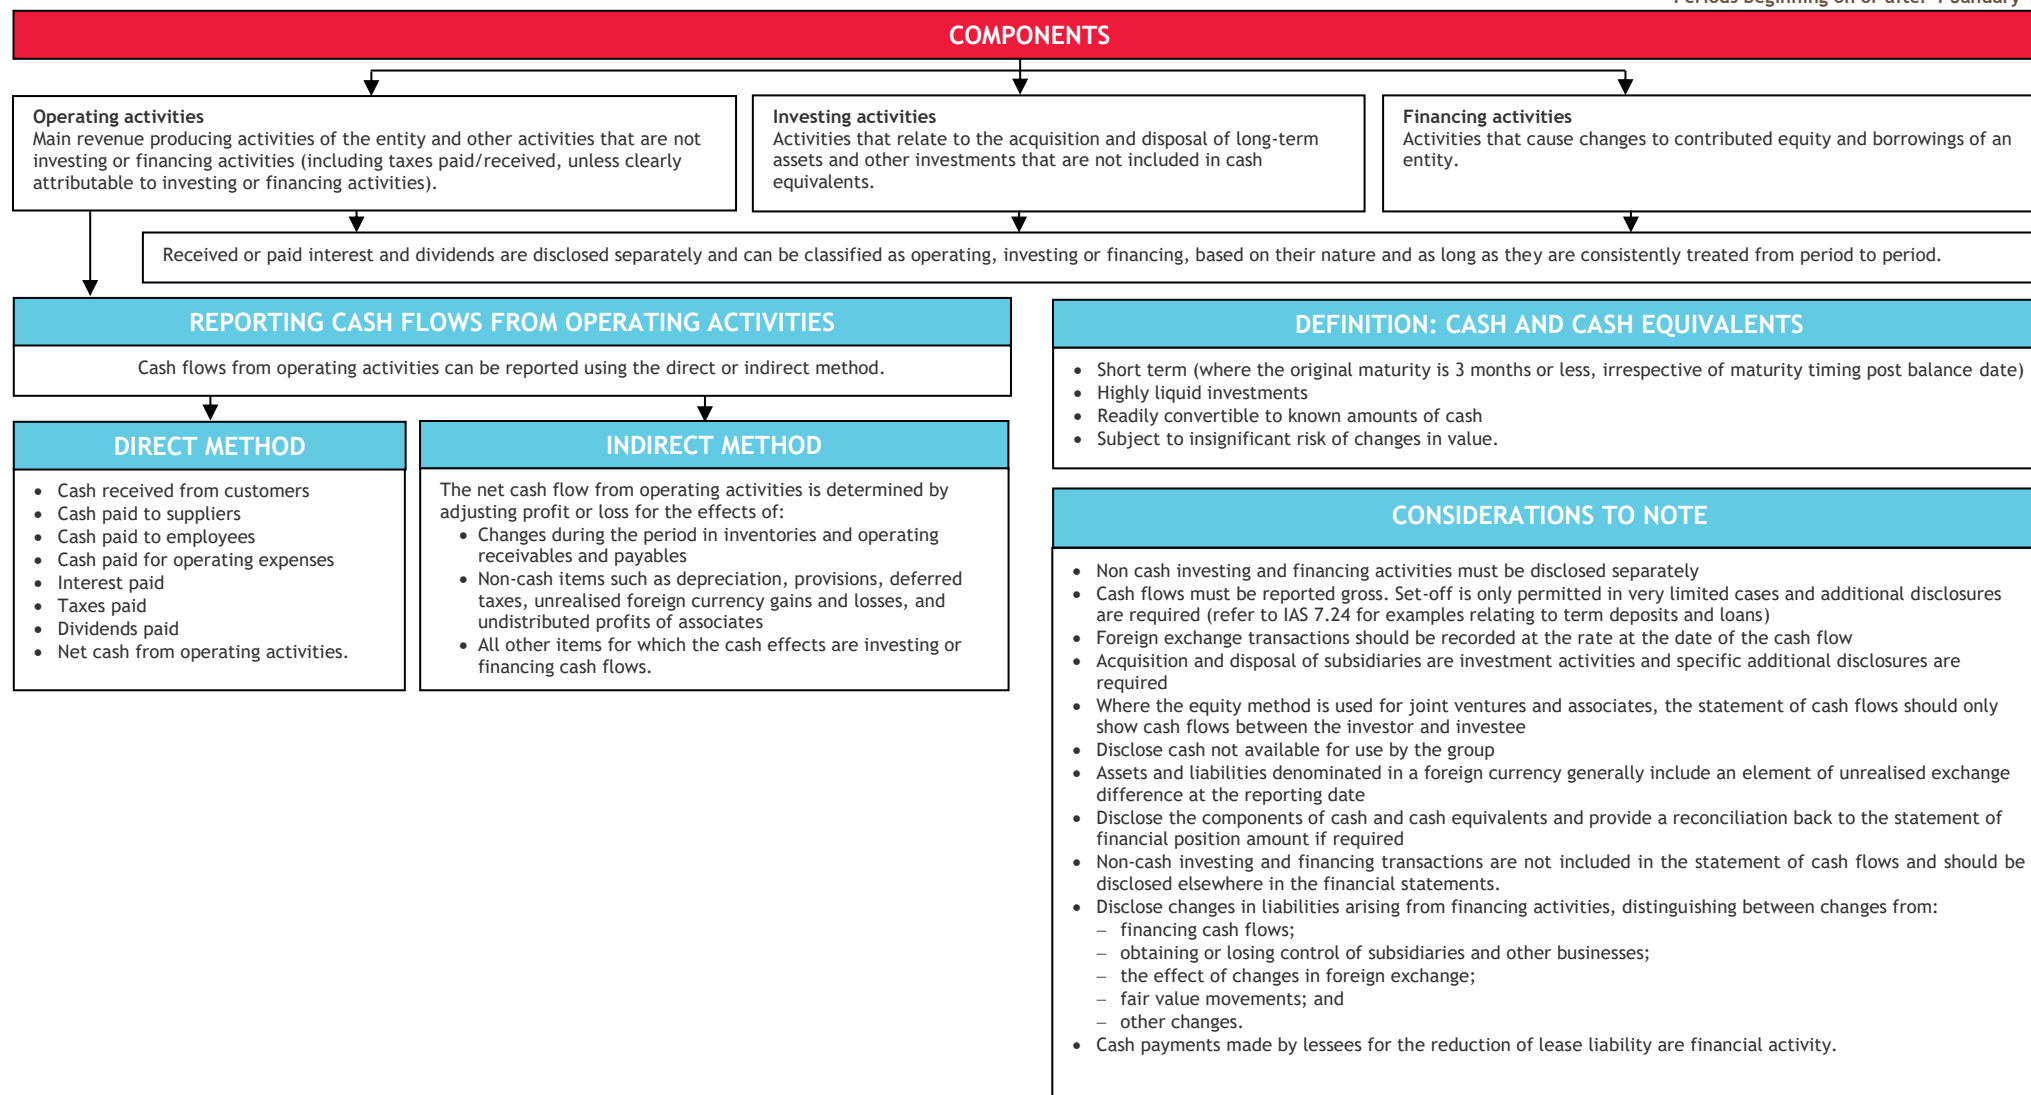 Periods beginning on or after 1 January
COMPONENTS
Operating activities
Main revenue producing activities of the entity and other activities that are not
investing or financing activities (including taxes paid/received, unless clearly
attributable to investing or financing activities).
Investing activities
Activities that relate to the acquisition and disposal of long-term
assets and other investments that are not included in cash
equivalents.
Financing activities
Activities that cause changes to contributed equity and borrowings of an
entity.
Received or paid interest and dividends are disclosed separately and can be classified as operating, investing or financing, based on their nature and as long as they are consistently treated from period to period.
REPORTING CASH FLOWS FROM OPERATING ACTIVITIES
Cash flows from operating activities can be reported using the direct or indirect method.
DIRECT METHOD
• Cash received from customers
• Cash paid to suppliers
• Cash paid to employees
• Cash paid for operating expenses
• Interest paid
• Taxes paid
• Dividends paid
• Net cash from operating activities.
INDIRECT METHOD
The net cash flow from operating activities is determined by
adjusting profit or loss for the effects of:
• Changes during the period in inventories and operating
receivables and payables
• Non-cash items such as depreciation, provisions, deferred
taxes, unrealised foreign currency gains and losses, and
undistributed profits of associates
• All other items for which the cash effects are investing or
financing cash flows.
DEFINITION: CASH AND CASH EQUIVALENTS
• Short term (where the original maturity is 3 months or less, irrespective of maturity timing post balance date)
• Highly liquid investments
• Readily convertible to known amounts of cash
• Subject to insignificant risk of changes in value.
CONSIDERATIONS TO NOTE
• Non cash investing and financing activities must be disclosed separately
• Cash flows must be reported gross. Set-off is only permitted in very limited cases and additional disclosures
are required (refer to IAS 7.24 for examples relating to term deposits and loans)
• Foreign exchange transactions should be recorded at the rate at the date of the cash flow
• Acquisition and disposal of subsidiaries are investment activities and specific additional disclosures are
required
• Where the equity method is used for joint ventures and associates, the statement of cash flows should only
show cash flows between the investor and investee
• Disclose cash not available for use by the group
• Assets and liabilities denominated in a foreign currency generally include an element of unrealised exchange
difference at the reporting date
• Disclose the components of cash and cash equivalents and provide a reconciliation back to the statement of
financial position amount if required
• Non-cash investing and financing transactions are not included in the statement of cash flows and should be
disclosed elsewhere in the financial statements.
• Disclose changes in liabilities arising from financing activities, distinguishing between changes from:
– financing cash flows;
– obtaining or losing control of subsidiaries and other businesses;
– the effect of changes in foreign exchange;
– fair value movements; and
– other changes.
• Cash payments made by lessees for the reduction of lease liability are financial activity.